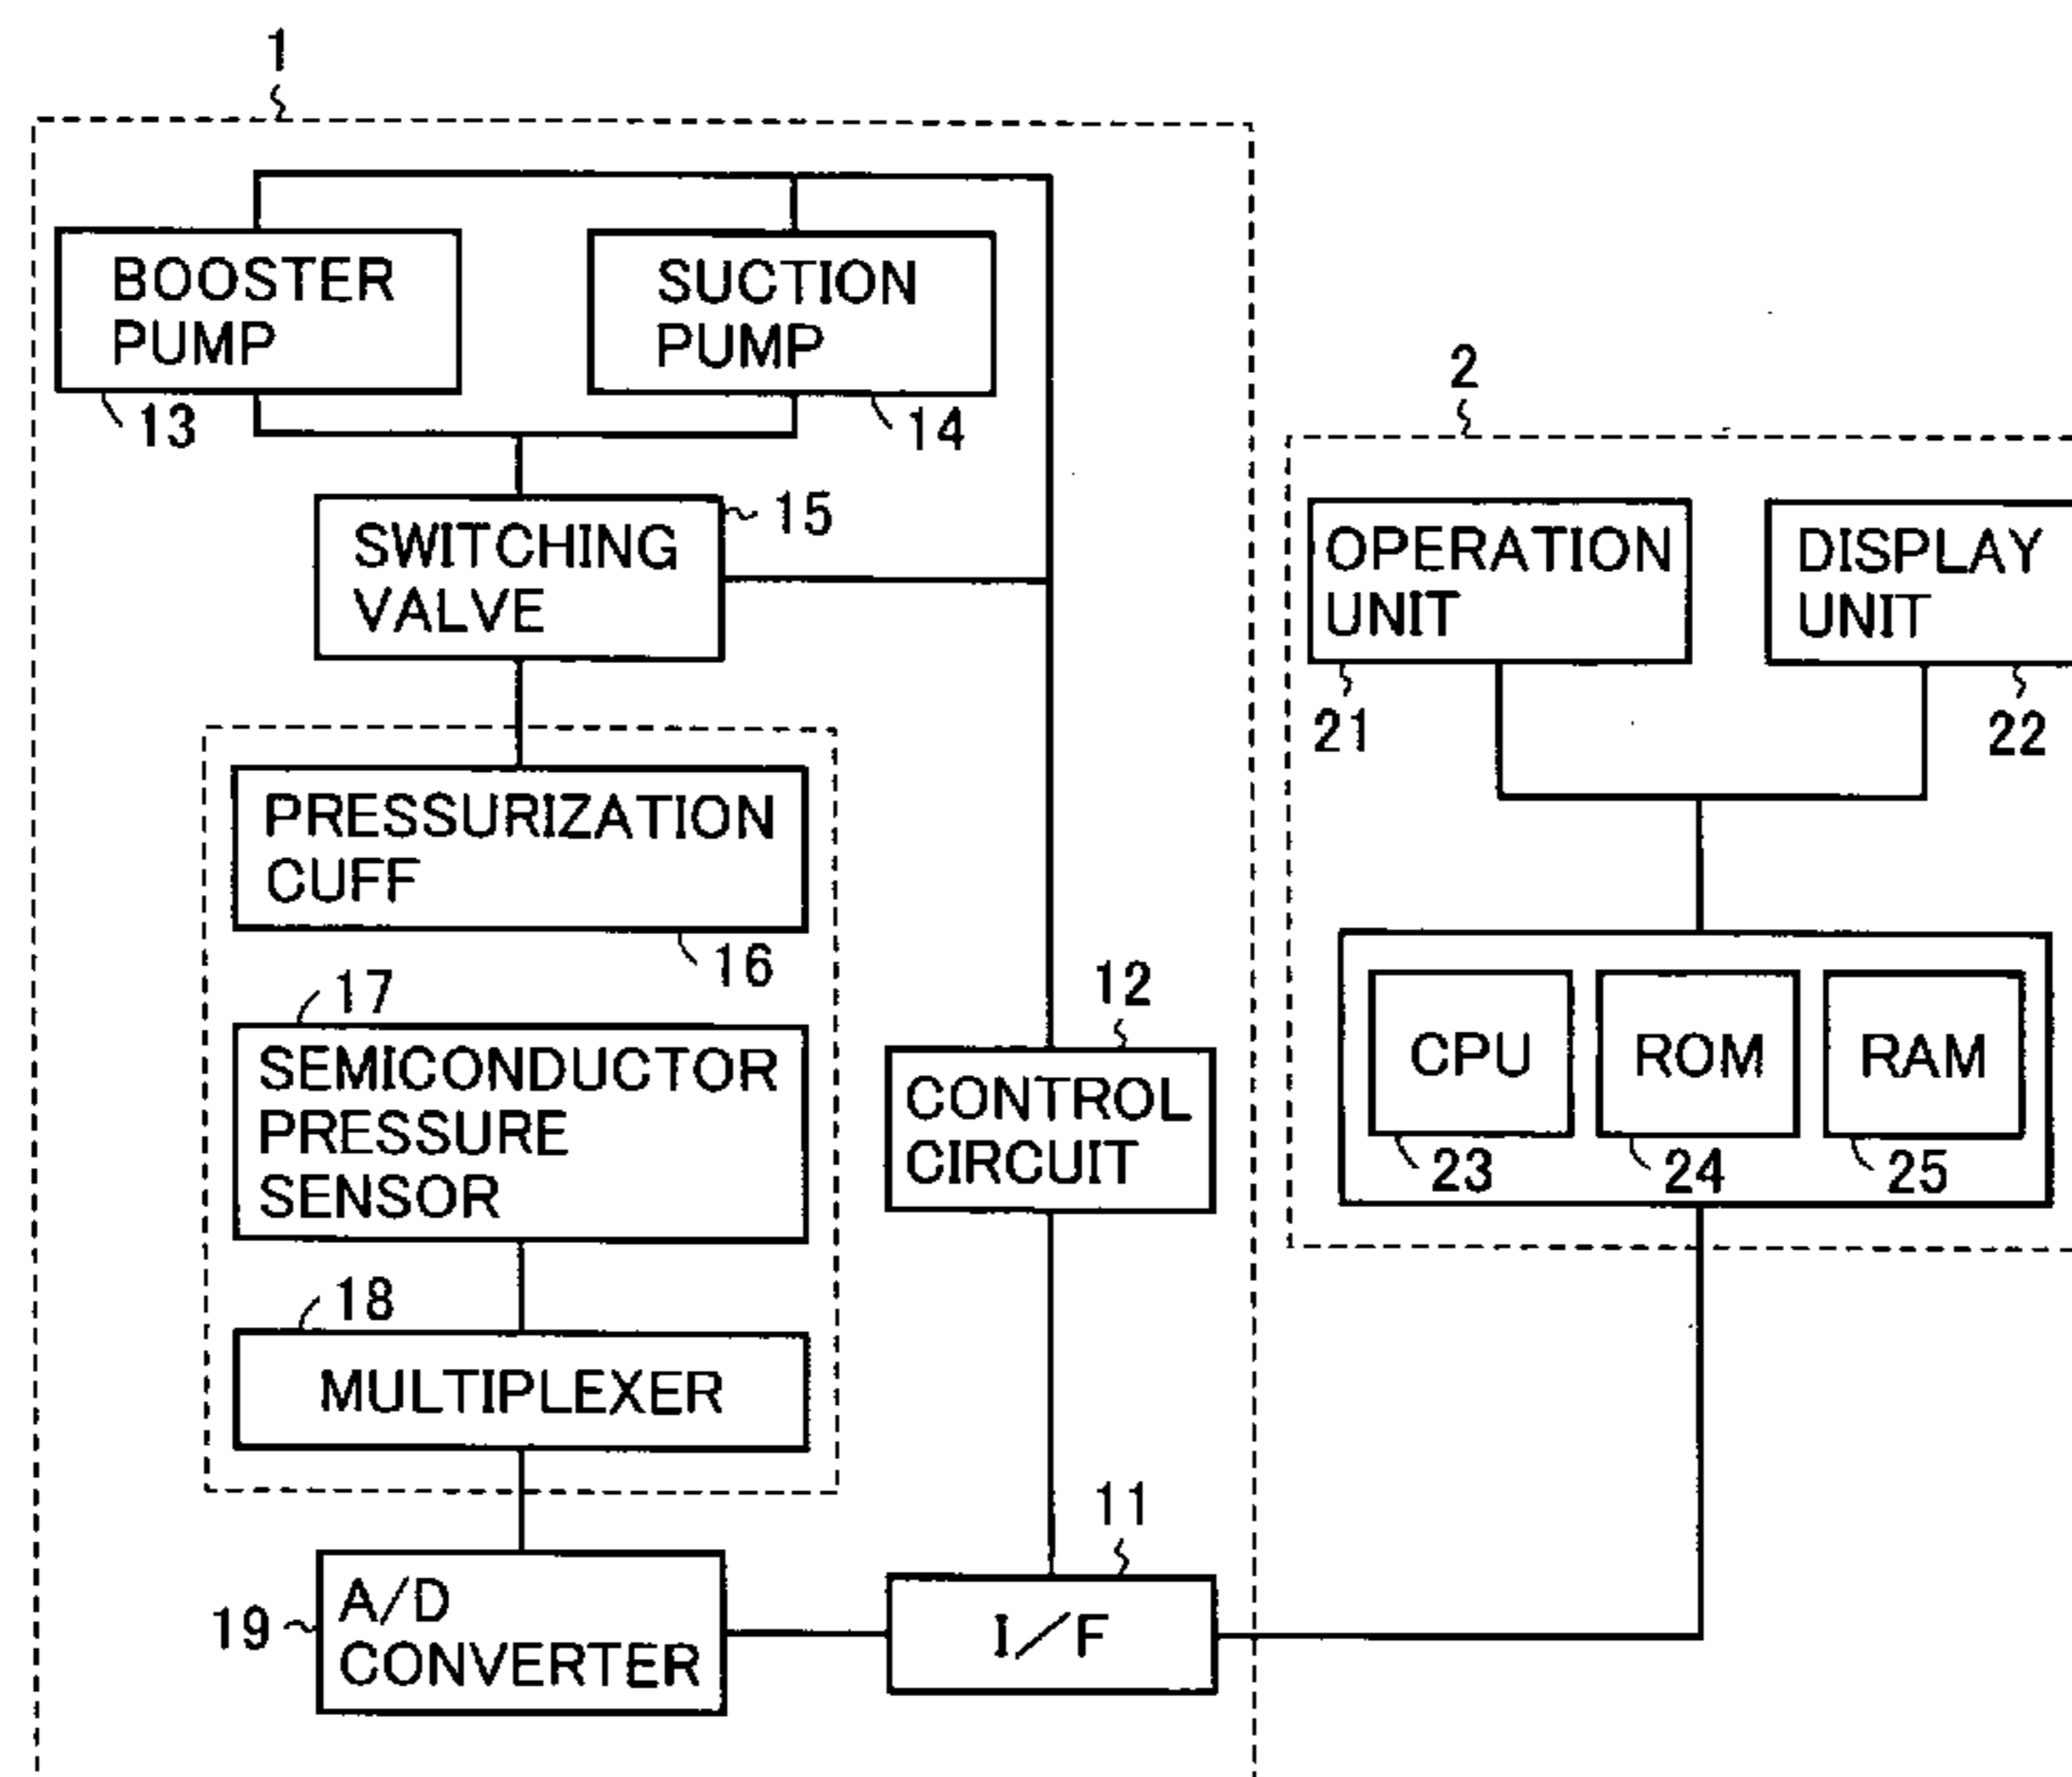 1
BOOSTER
PUMP
13
SUCTION
PUMP
14
SWITCHING
VALVE
15
PRESSURIZATION
CUFF
16
17
SEMICONDUCTOR
PRESSURE
SENSOR
18
MULTIPLEXER
19
A/D
CONVERTER
12
CONTROL
CIRCUIT
11
I/F
2
OPERATION
UNIT
21
DISPLAY
UNIT
22
CPU
23
ROM
24
RAM
25